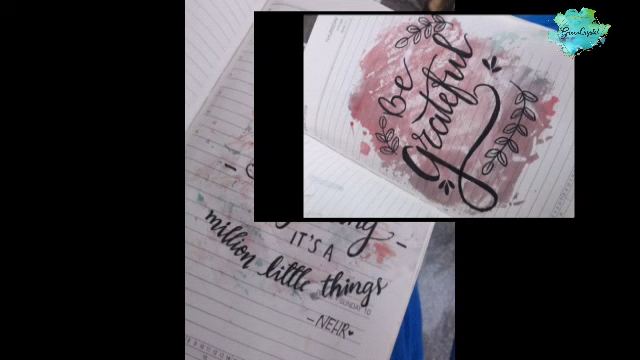 Be
grateful
IT'S A
million little things
SUNDAY 10
- NEHR